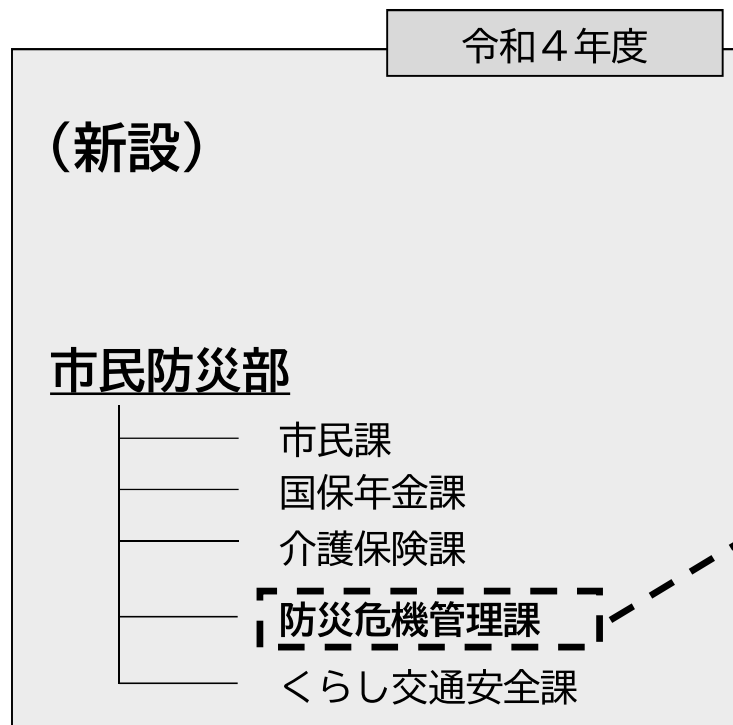 令和４年度
（新設）
市民防災部
市民課
国保年金課
介護保険課
防災危機管理課
くらし交通安全課